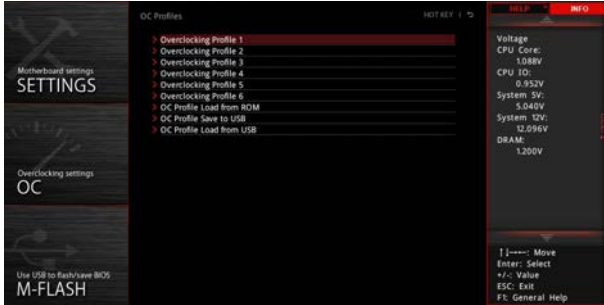 OC Profiles
HOT KEY
HELP
INFO
Motherboard settings
SETTINGS
Overclocking settings
OC
Use USB to flash/save BIOS
M-FLASH
Overclocking Profile 1
Overclocking Profile 2
Overclocking Profile 3
Overclocking Profile 4
Overclocking Profile 5
Overclocking Profile 6
OC Profile Load from ROM
OC Profile Save to USB
OC Profile Load from USB
Voltage
CPU Core:
1.088V
CPU IO:
0.952V
System 5V:
5.040V
System 12V:
12.096V
DRAM:
1.200V
↑↓←→: Move
Enter: Select
+/-: Value
ESC: Exit
F1: General Help